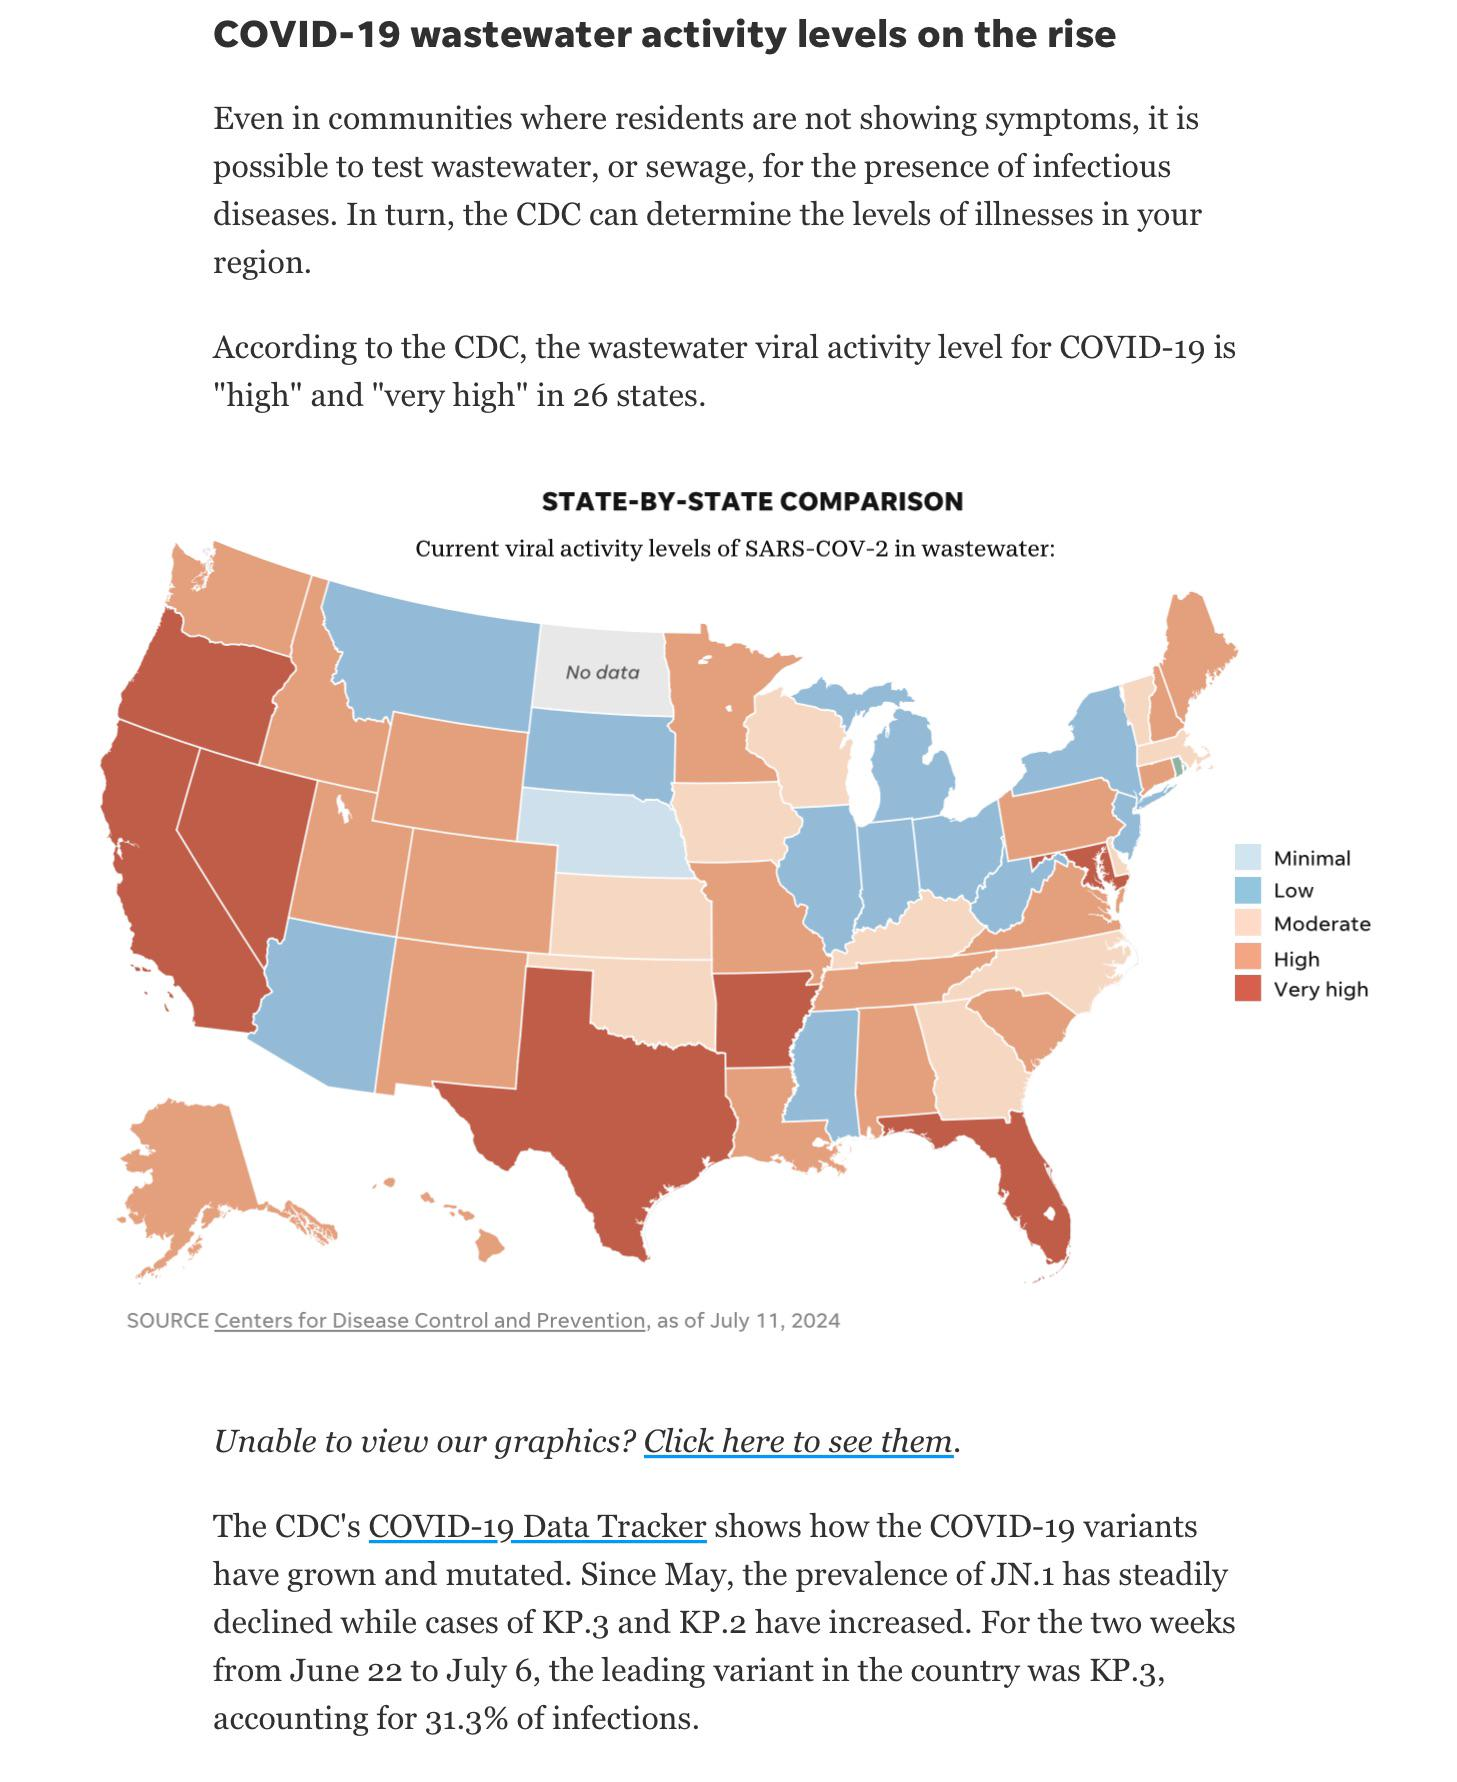 COVID-19 wastewater activity levels on the rise
Even in communities where residents are not showing symptoms, it is
possible to test wastewater, or sewage, for the presence of infectious
diseases. In turn, the CDC can determine the levels of illnesses in your
region.
According to the CDC, the wastewater viral activity level for COVID-19 is
"high" and "very high" in 26 states.
STATE-BY-STATE COMPARISON
Current viral activity levels of SARS-COV-2 in wastewater:
No data
Minimal
Low
Moderate
High
Very high
SOURCE Centers for Disease Control and Prevention, as of July 11, 2024
Unable to view our graphics? Click here to see them.
The CDC's COVID-19 Data Tracker shows how the COVID-19 variants
have grown and mutated. Since May, the prevalence of JN.1 has steadily
declined while cases of KP.3 and KP.2 have increased. For the two weeks
from June 22 to July 6, the leading variant in the country was KP.3,
accounting for 31.3% of infections.